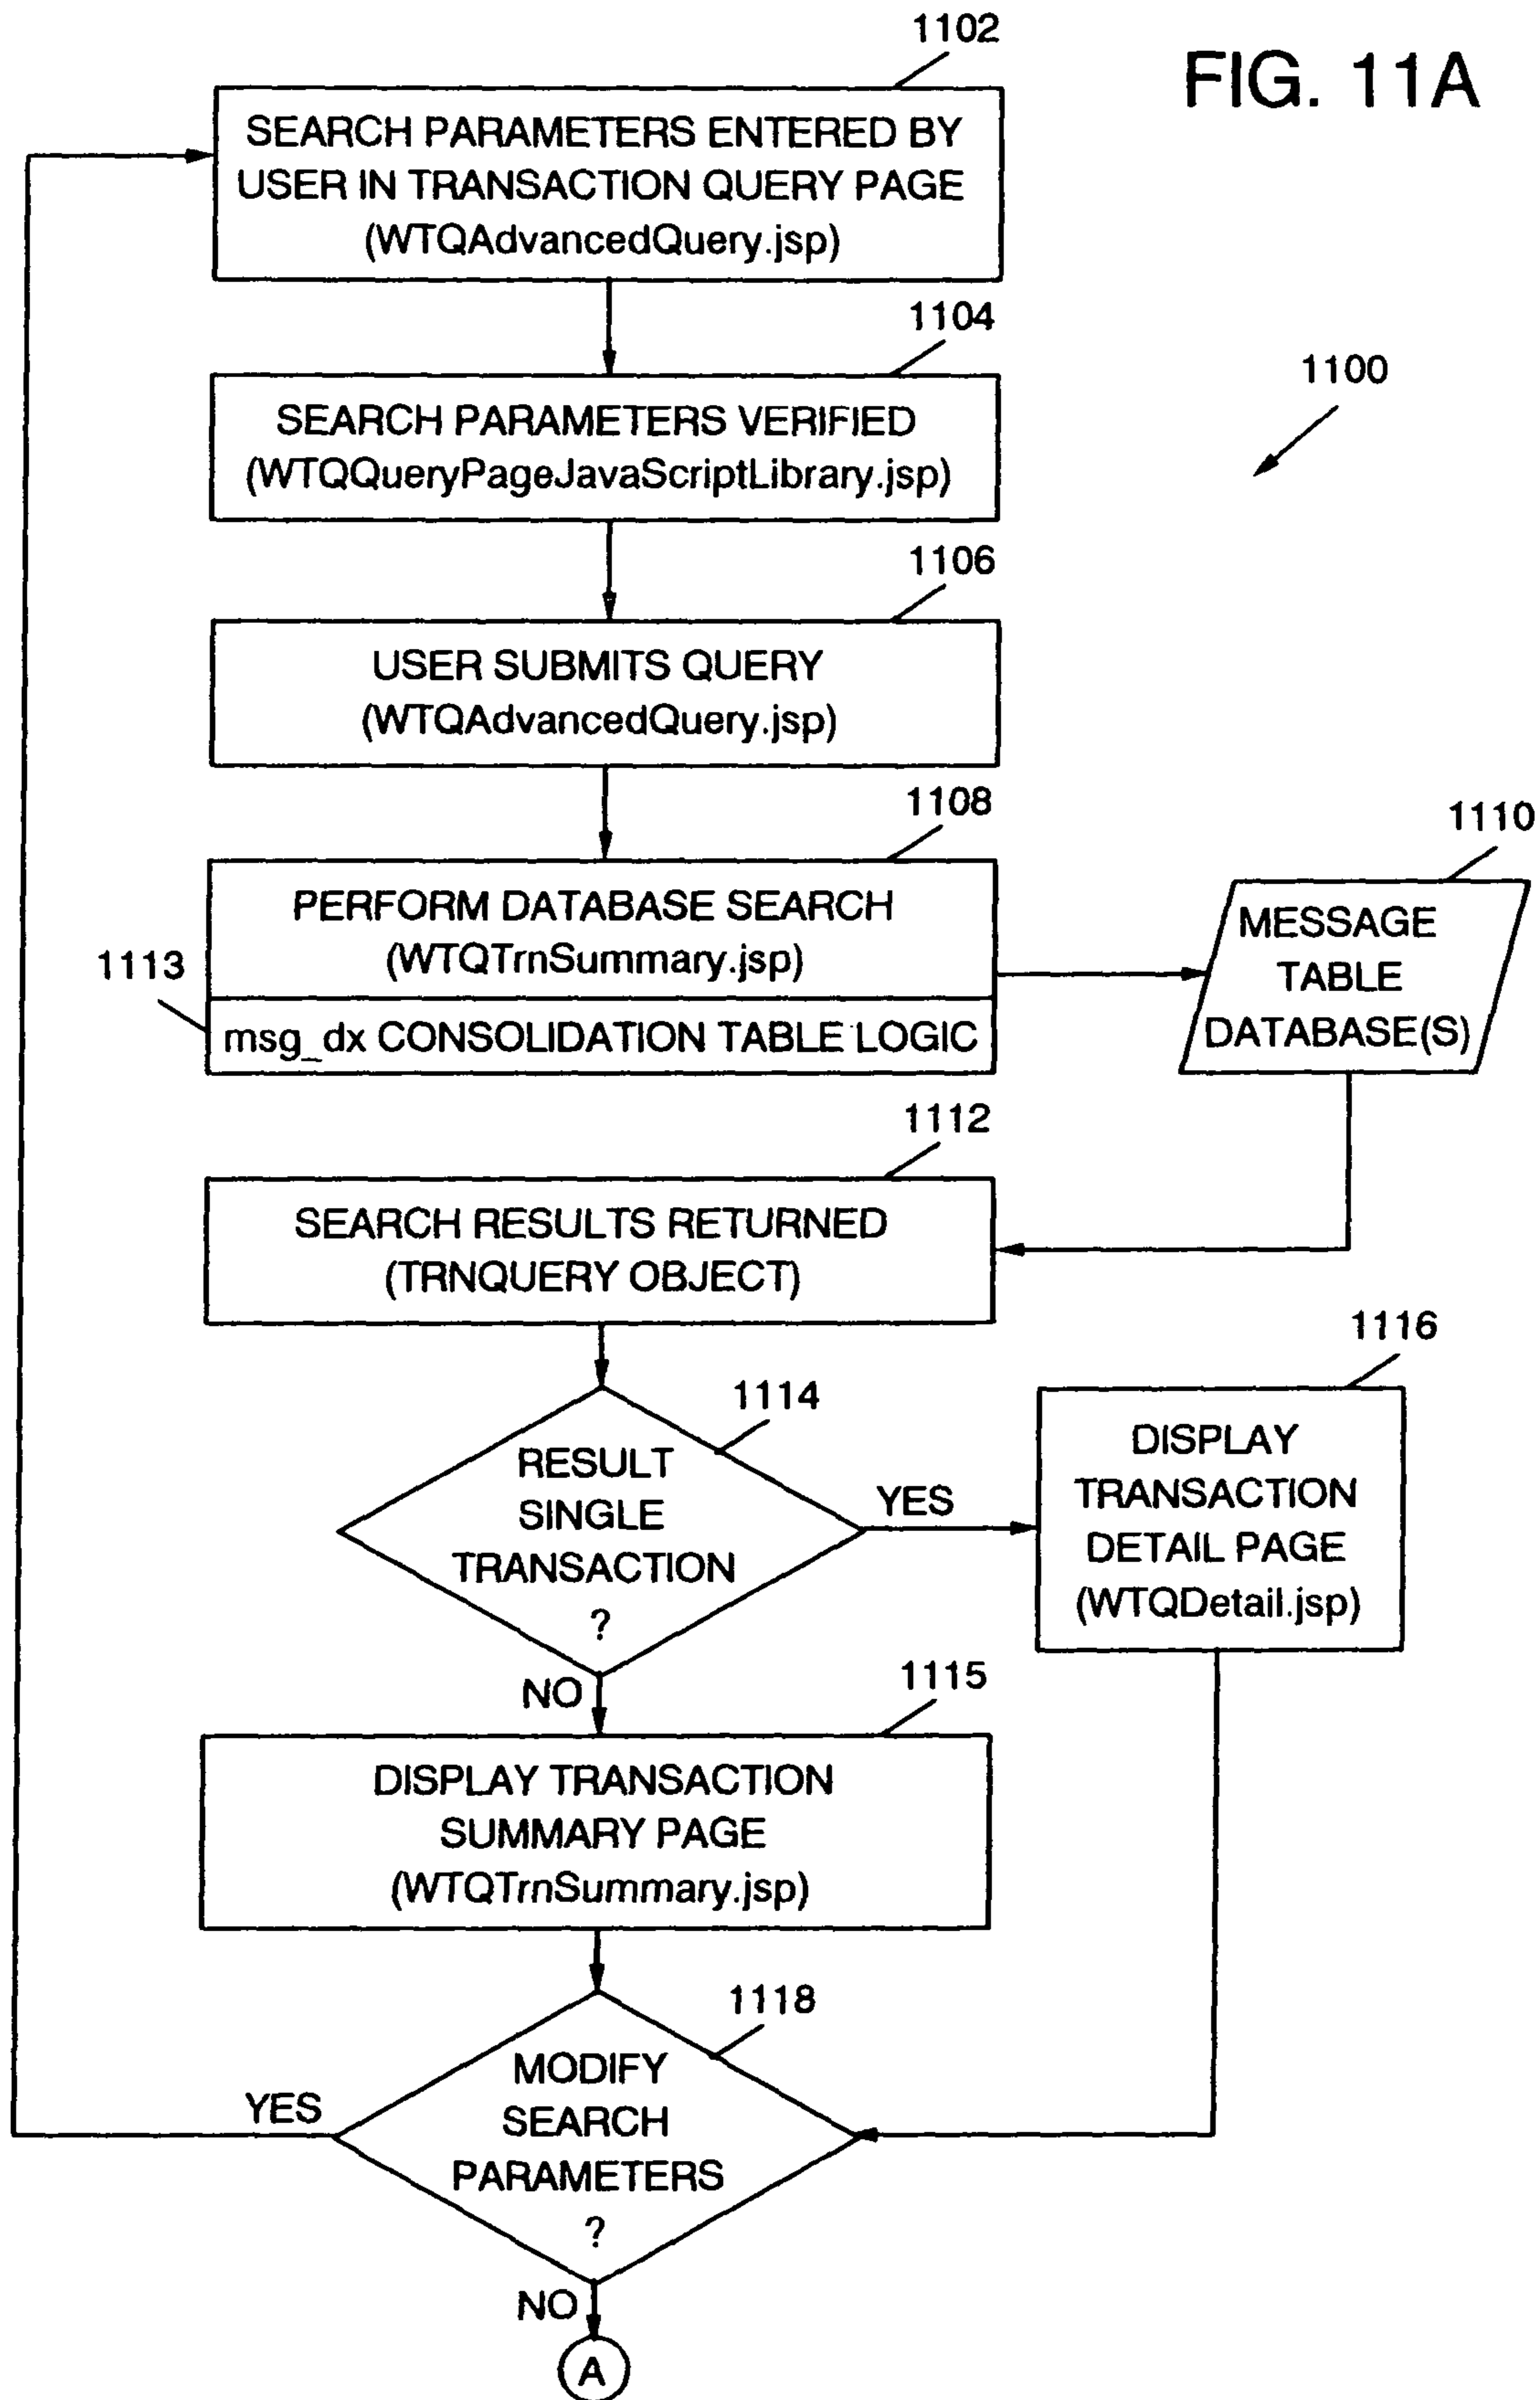 FIG. 11A
1102
SEARCH PARAMETERS ENTERED BY
USER IN TRANSACTION QUERY PAGE
(WTQAdvancedQuery.jsp)
1104
SEARCH PARAMETERS VERIFIED
(WTQQueryPageJavaScriptLibrary.jsp)
1100
1106
USER SUBMITS QUERY
(WTQAdvancedQuery.jsp)
1108
PERFORM DATABASE SEARCH
(WTQTrnSummary.jsp)
1113
msg_dx CONSOLIDATION TABLE LOGIC
1110
MESSAGE
TABLE
DATABASE(S)
1112
SEARCH RESULTS RETURNED
(TRNQUERY OBJECT)
1114
RESULT
SINGLE
TRANSACTION
?
YES
1116
DISPLAY
TRANSACTION
DETAIL PAGE
(WTQDetail.jsp)
NO
1115
DISPLAY TRANSACTION
SUMMARY PAGE
(WTQTrnSummary.jsp)
1118
MODIFY
SEARCH
PARAMETERS
?
YES
NO
A